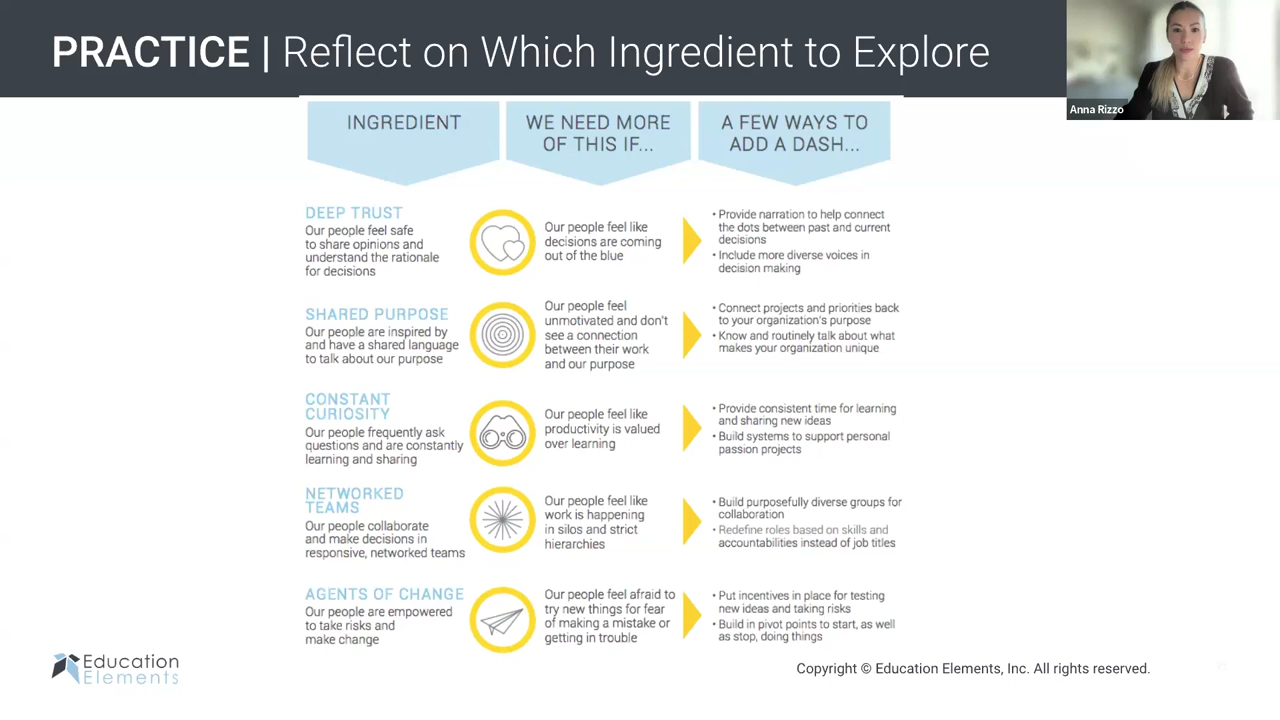 PRACTICE | Reflect on Which Ingredient to Explore
Anna Rizzo
INGREDIENT
WE NEED MORE
OF THIS IF...
A FEW WAYS TO
ADD A DASH...
DEEP TRUST
Our people feel safe
to share opinions and
understand the rationale
for decisions
Our people feel like
decisions are coming
out of the blue
• Provide narration to help connect
the dots between past and current
decisions
• Include more diverse voices in
decision making
SHARED PURPOSE
Our people are inspired by
and have a shared language
to talk about our purpose
Our people feel
unmotivated and don't
see a connection
between their work
and our purpose
• Connect projects and priorities back
to your organization's purpose
• Know and routinely talk about what
makes your organization unique
CONSTANT
CURIOSITY
Our people frequently ask
questions and are constantly
learning and sharing
Our people feel like
productivity is valued
over learning
• Provide consistent time for learning
and sharing new ideas
• Build systems to support personal
passion projects
NETWORKED
TEAMS
Our people collaborate
and make decisions in
responsive, networked teams
Our people feel like
work is happening
in silos and strict
hierarchies
• Build purposefully diverse groups for
collaboration
• Redefine roles based on skills and
accountabilities instead of job titles
AGENTS OF CHANGE
Our people are empowered
to take risks and
make change
Our people feel afraid to
try new things for fear
of making a mistake or
getting in trouble
• Put incentives in place for testing
new ideas and taking risks
• Build in pivot points to start, as well
as stop, doing things
Education
Elements
Copyright © Education Elements, Inc. All rights reserved.